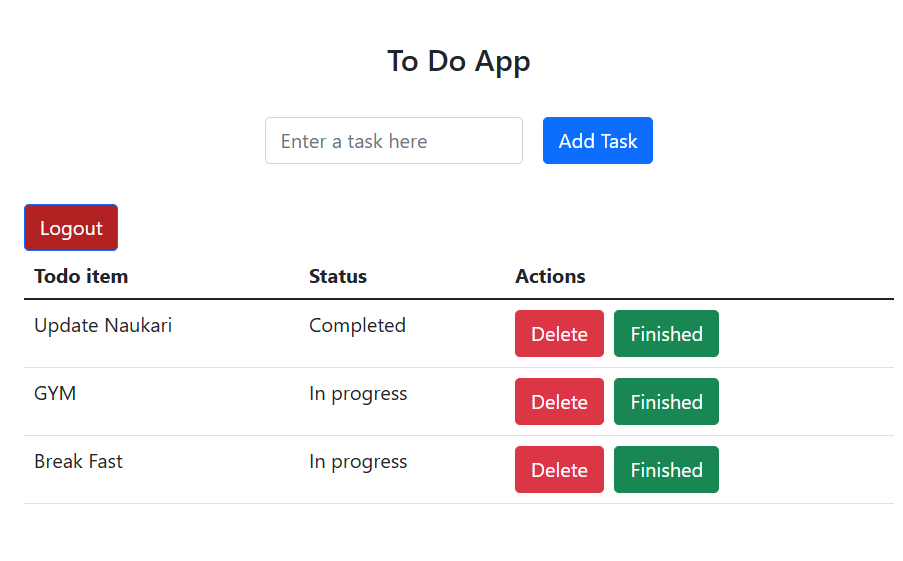 To Do App
Enter a task here Add Task
Logout
Todo item Status Actions
Update Naukari Completed Delete Finished
GYM In progress Delete Finished
Break Fast In progress Delete Finished